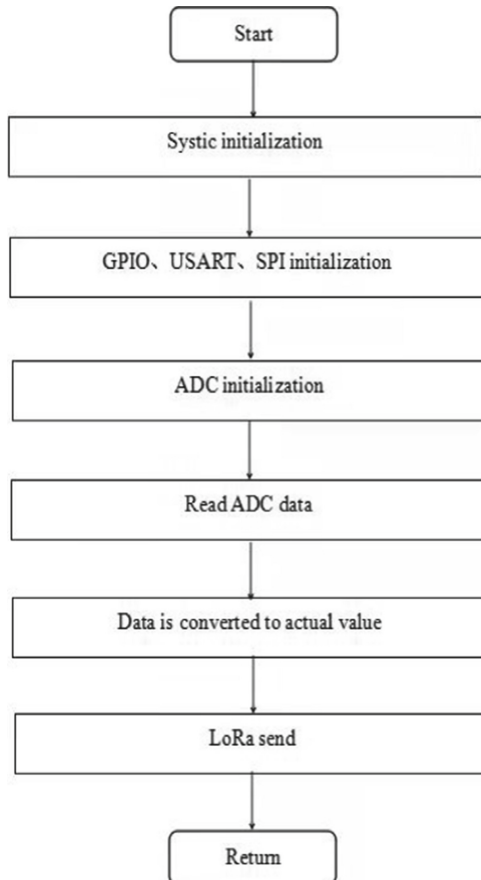 Start
Systic initialization
GPIO、USART、SPI initialization
ADC initialization
Read ADC data
Data is converted to actual value
LoRa send
Return